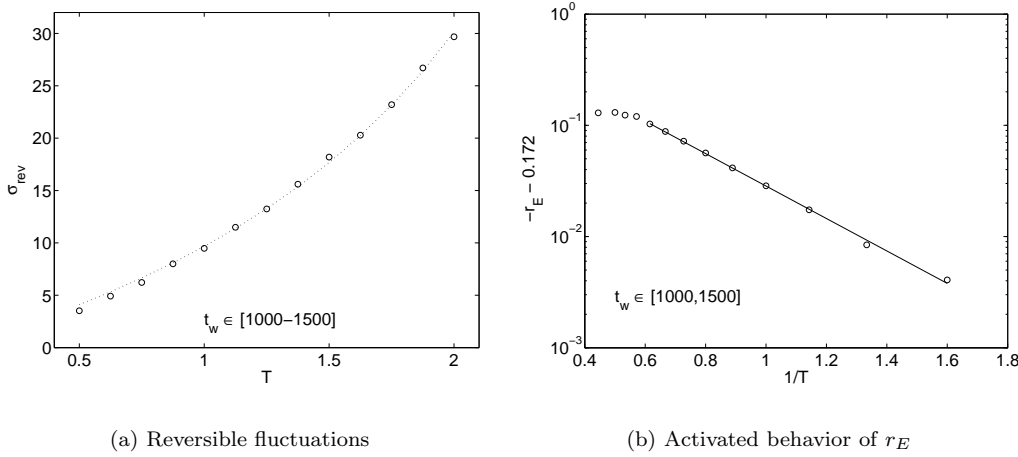 30
25
20
15
10
5
0
σrev
0.5
1
1.5
2
T
t_w ∈ [1000−1500]
10^0
10^−1
10^−2
10^−3
−r_E − 0.172
0.4
0.6
0.8
1
1.2
1.4
1.6
1.8
1/T
t_w ∈ [1000,1500]
(a) Reversible fluctuations
(b) Activated behavior of r_E